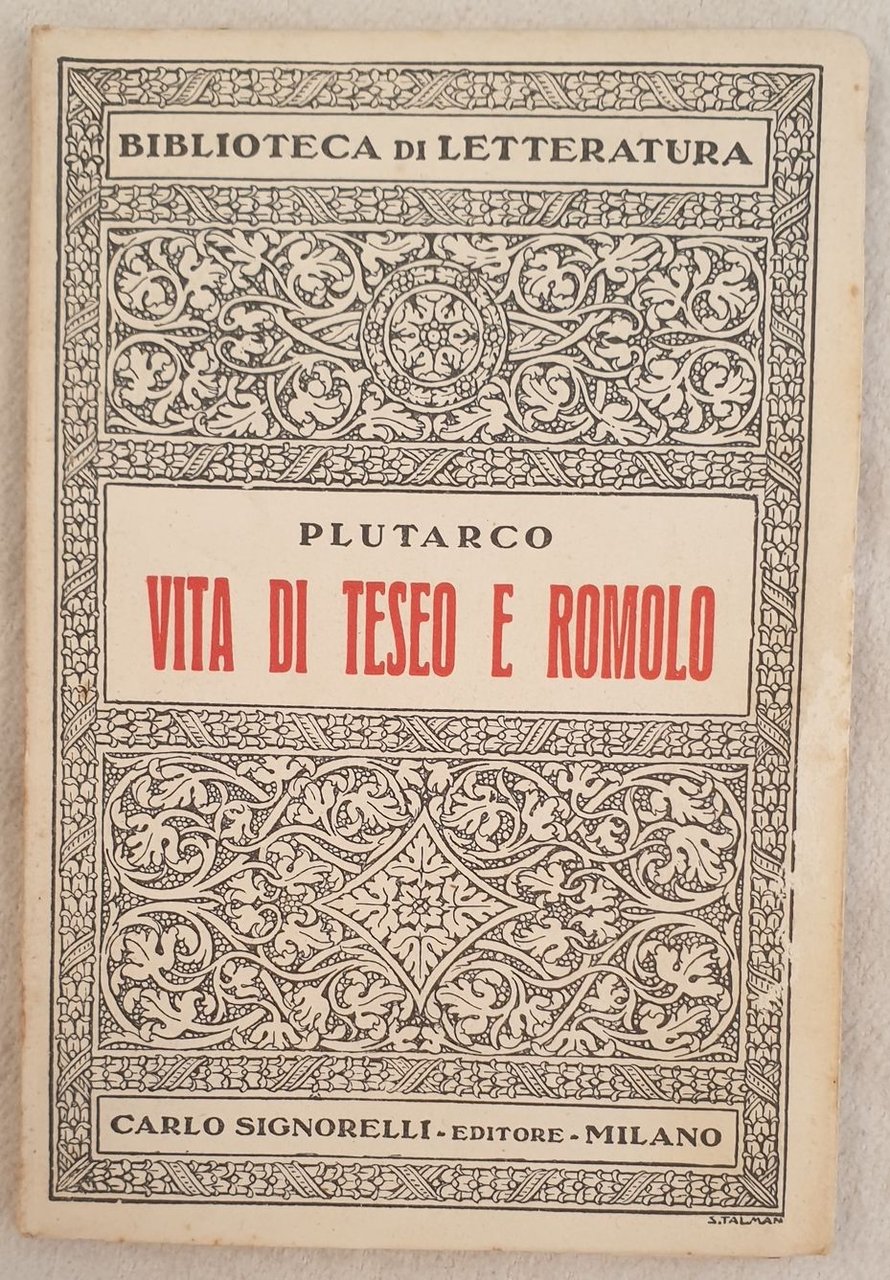 BIBLIOTECA DI LETTERATURA
PLUTARCO
VITA DI TESEO E ROMOLO
CARLO SIGNORELLI - EDITORE - MILANO
S. TALMAN